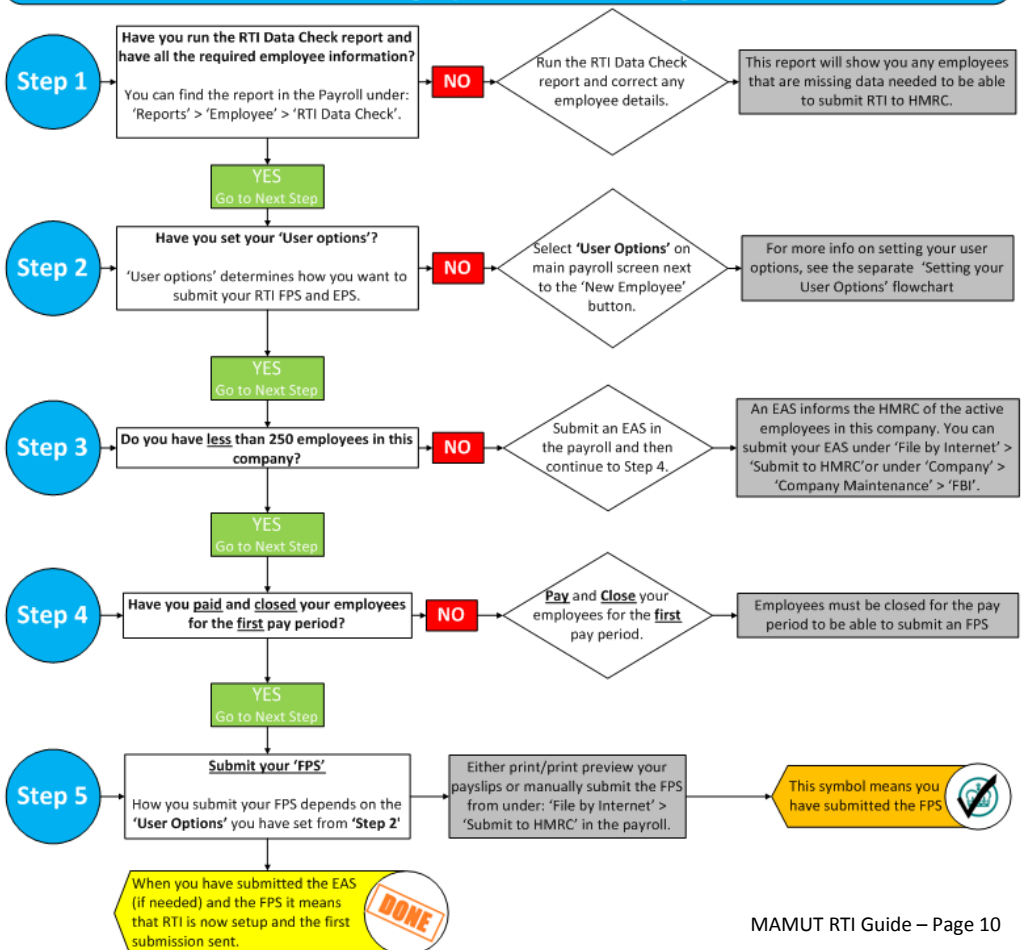 Have you run the RTI Data Check report and
have all the required employee information?
You can find the report in the Payroll under:
'Reports' > 'Employee' > 'RTI Data Check'.
Step 1
NO
Run the RTI Data Check
report and correct any
employee details.
This report will show you any employees
that are missing data needed to be able
to submit RTI to HMRC.
YES
Go to Next Step
Step 2
Have you set your 'User options'?
'User options' determines how you want to
submit your RTI FPS and EPS.
NO
Select 'User Options' on
main payroll screen next
to the 'New Employee'
button.
For more info on setting your user
options, see the separate 'Setting your
User Options' flowchart
YES
Go to Next Step
Step 3
Do you have less than 250 employees in this
company?
NO
Submit an EAS in
the payroll and then
continue to Step 4.
An EAS informs the HMRC of the active
employees in this company. You can
submit your EAS under 'File by Internet' >
'Submit to HMRC'or under 'Company' >
'Company Maintenance' > 'FBI'.
YES
Go to Next Step
Step 4
Have you paid and closed your employees
for the first pay period?
NO
Pay and Close your
employees for the first
pay period.
Employees must be closed for the pay
period to be able to submit an FPS
YES
Go to Next Step
Step 5
Submit your 'FPS'
How you submit your FPS depends on the
'User Options' you have set from 'Step 2'
Either print/print preview your
payslips or manually submit the FPS
from under: 'File by Internet' >
'Submit to HMRC' in the payroll.
This symbol means you
have submitted the FPS
When you have submitted the EAS
(if needed) and the FPS it means
that RTI is now setup and the first
submission sent.
DONE
MAMUT RTI Guide – Page 10